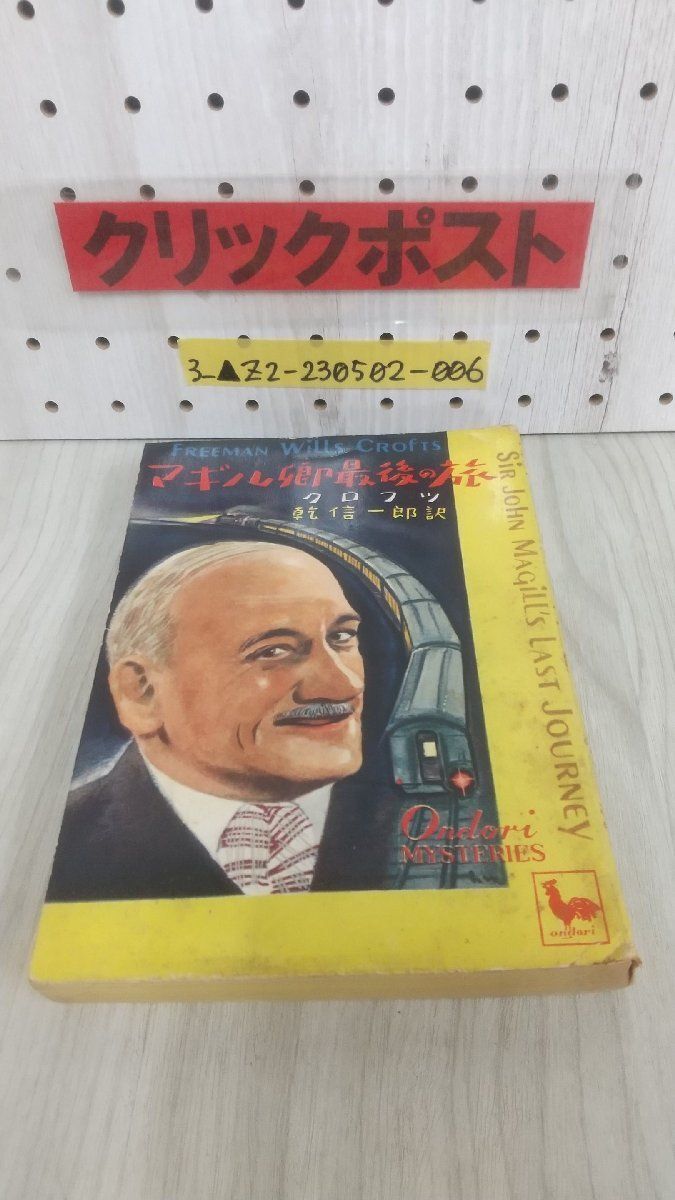 クリックポスト
3_▲Z2-230502-006
FREEMAN Wills CROFTS
マギル卿最後の旅
クロフツ
乾信一郎訳
SIR JOHN MAGill's LAST JOURNEY
Ondori
MYSTERIES
ondori